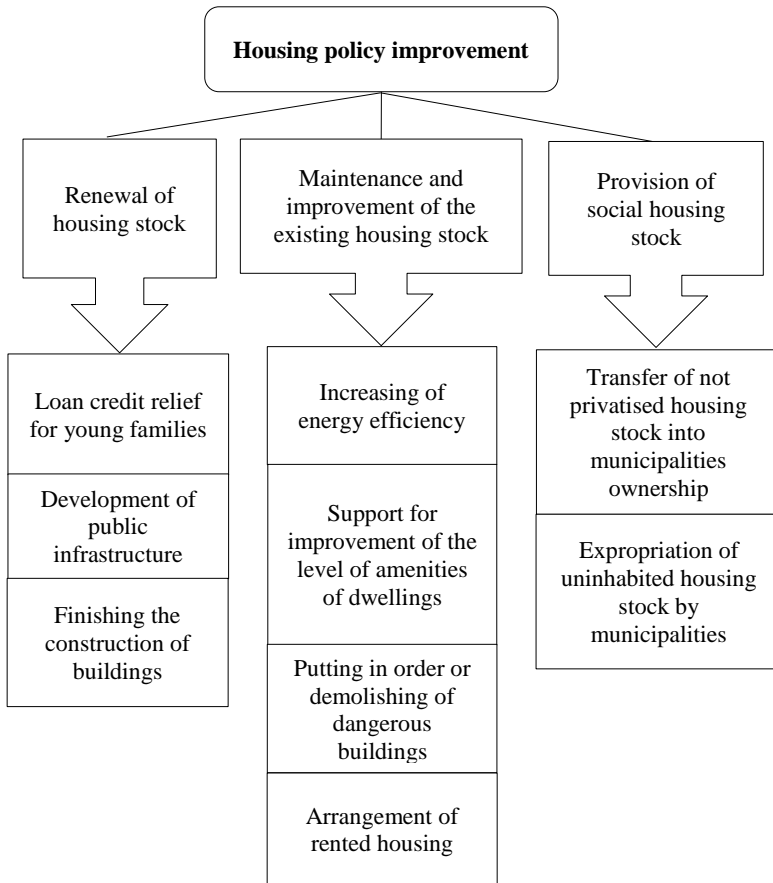 Housing policy improvement
Renewal of
housing stock
Maintenance and
improvement of the
existing housing stock
Provision of
social housing
stock
Loan credit relief
for young families
Development of
public
infrastructure
Finishing the
construction of
buildings
Increasing of
energy efficiency
Support for
improvement of the
level of amenities
of dwellings
Putting in order or
demolishing of
dangerous
buildings
Arrangement of
rented housing
Transfer of not
privatised housing
stock into
municipalities
ownership
Expropriation of
uninhabited housing
stock by
municipalities